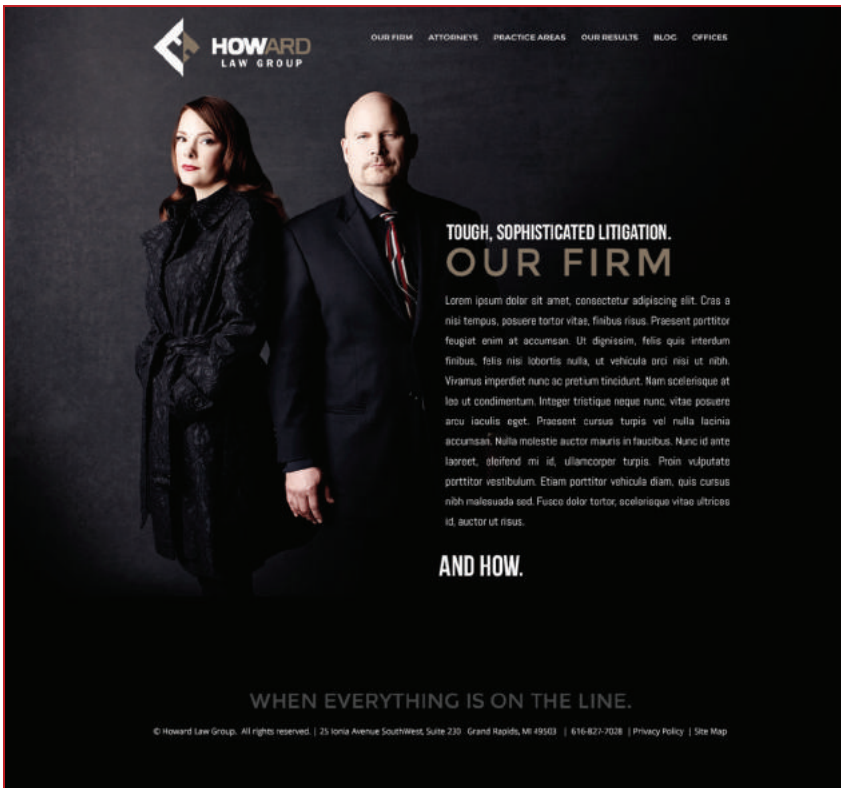 HOWARD
LAW GROUP
OUR FIRM ATTORNEYS PRACTICE AREAS OUR RESULTS BLOG OFFICES
TOUGH, SOPHISTICATED LITIGATION.
OUR FIRM
Lorem ipsum dolor sit amet, consectetur adipiscing elit. Cras a
nisi tempus, posuere tortor vitae, finibus risus. Praesent porttitor
feugiat enim at accumsan. Ut dignissim, felis quis interdum
finibus, felis nisi lobortis nulla, ut vehicula orci nisi ut nibh.
Vivamus imperdiet nunc ac pretium tincidunt. Nam scelerisque at
leo ut condimentum. Integer tristique neque nunc, vitae posuere
arcu iaculis eget. Praesent cursus turpis vel nulla lacinia
accumsan. Nulla molestie auctor mauris in faucibus. Nunc id ante
laoreet, eleifend mi id, ullamcorper turpis. Proin vulputate
porttitor vestibulum. Etiam porttitor vehicula diam, quis cursus
nibh malesuada sed. Fusce dolor tortor, scelerisque vitae ultrices
id, auctor ut risus.
AND HOW.
WHEN EVERYTHING IS ON THE LINE.
© Howard Law Group. All rights reserved. | 25 Ionia Avenue SouthWest, Suite 230 Grand Rapids, MI 49503 | 616-827-7028 | Privacy Policy | Site Map